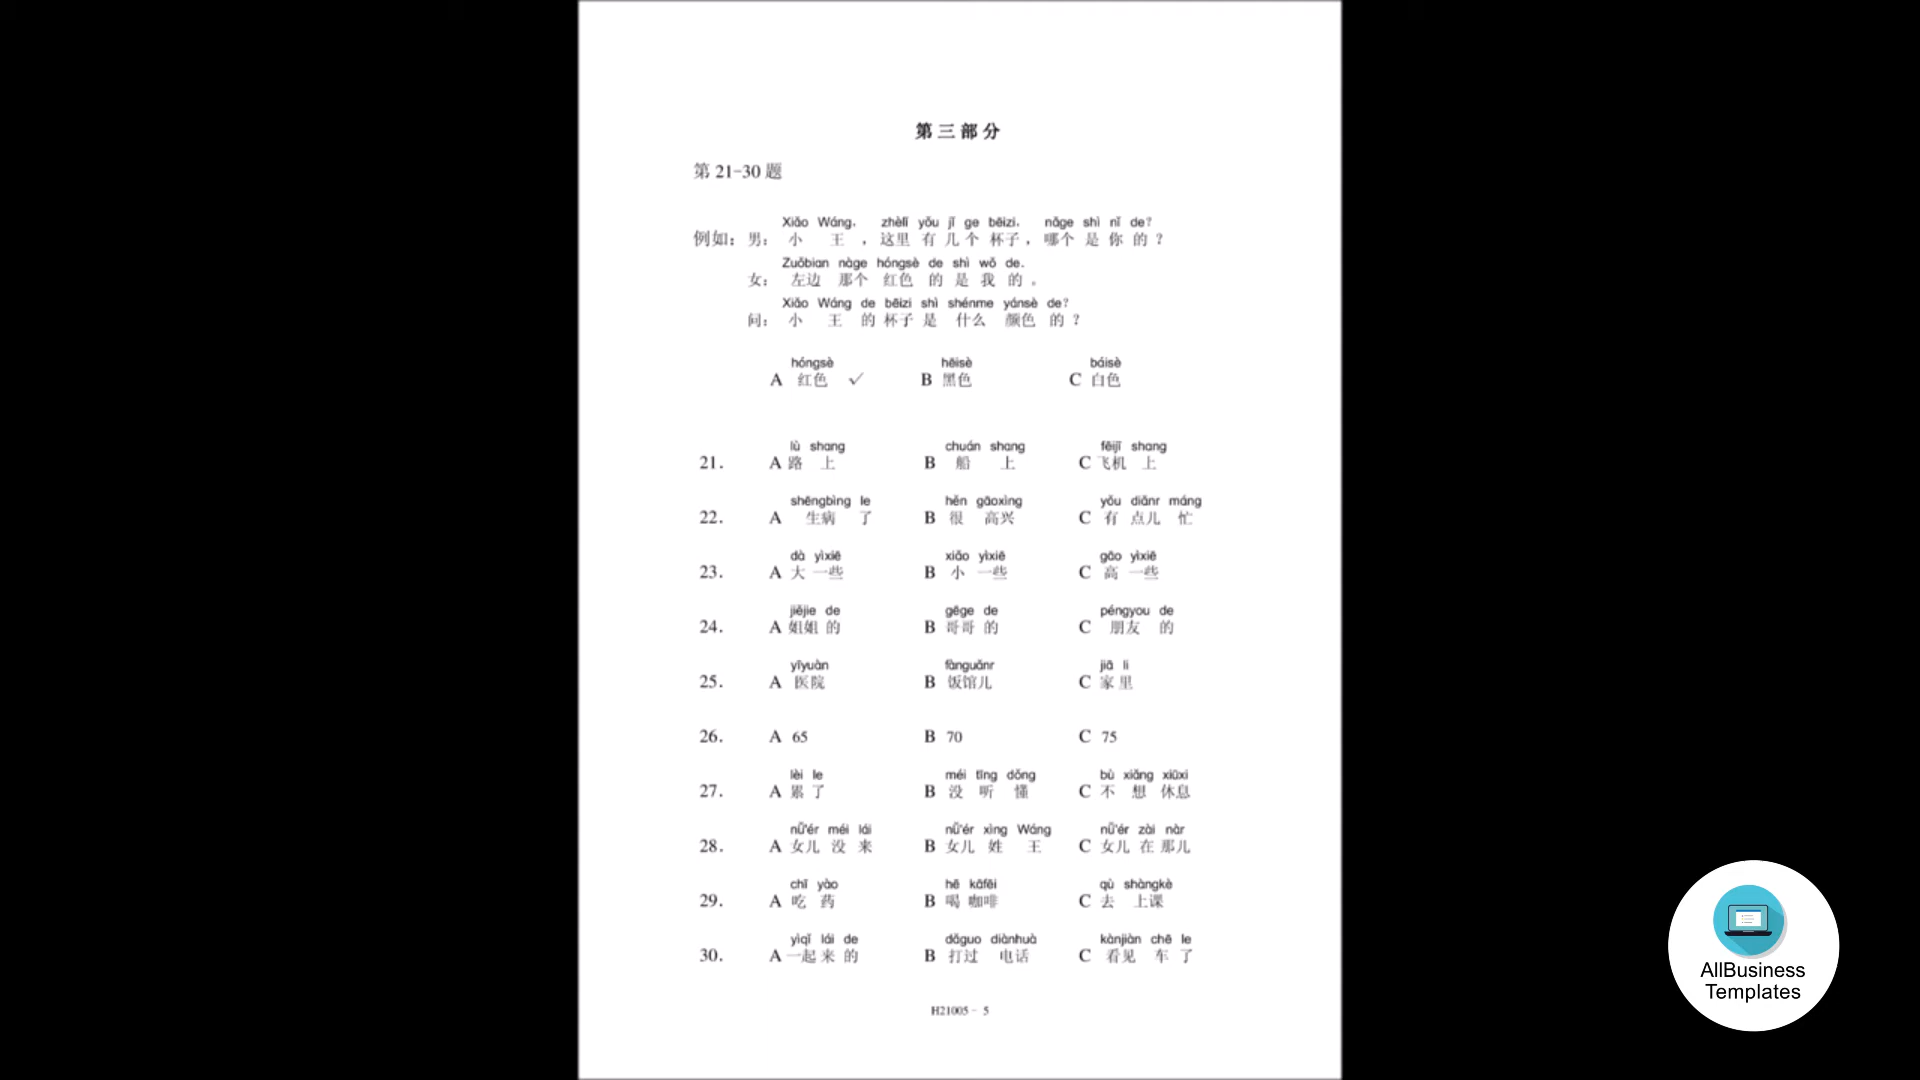 第三部分
第 21-30 题
Xiǎo Wáng, zhèlǐ yǒu jǐ ge bēizi, nǎge shì nǐ de?
例如：男：小王，这里有几个杯子，哪个是你的？
Zuǒbian nàge hóngsè de shì wǒ de.
女：左边那个红色的是我的。
Xiǎo Wáng de bēizi shì shénme yánsè de?
问：小王的杯子是什么颜色的？
hóngsè hēisè báisè
A 红色 ✓ B 黑色 C 白色
lù shang chuán shang fēijī shang
21. A 路上 B 船上 C 飞机上
shēngbìng le hěn gāoxìng yǒu diǎnr máng
22. A 生病了 B 很高兴 C 有点儿忙
dà yìxiē xiǎo yìxiē gāo yìxiē
23. A 大一些 B 小一些 C 高一些
jiějie de gēge de péngyou de
24. A 姐姐的 B 哥哥的 C 朋友的
yīyuàn fànguǎnr jiā li
25. A 医院 B 饭馆儿 C 家里
26. A 65 B 70 C 75
lèi le méi tīng dǒng bù xiǎng xiūxi
27. A 累了 B 没听懂 C 不想休息
nǚ'ér méi lái nǚ'ér xìng Wáng nǚ'ér zài nàr
28. A 女儿没来 B 女儿姓王 C 女儿在那儿
chī yào hē kāfēi qù shàngkè
29. A 吃药 B 喝咖啡 C 去上课
yìqǐ lái de dǎguo diànhuà kànjiàn chē le
30. A 一起来的 B 打过电话 C 看见车了
H21005 - 5
AllBusiness
Templates